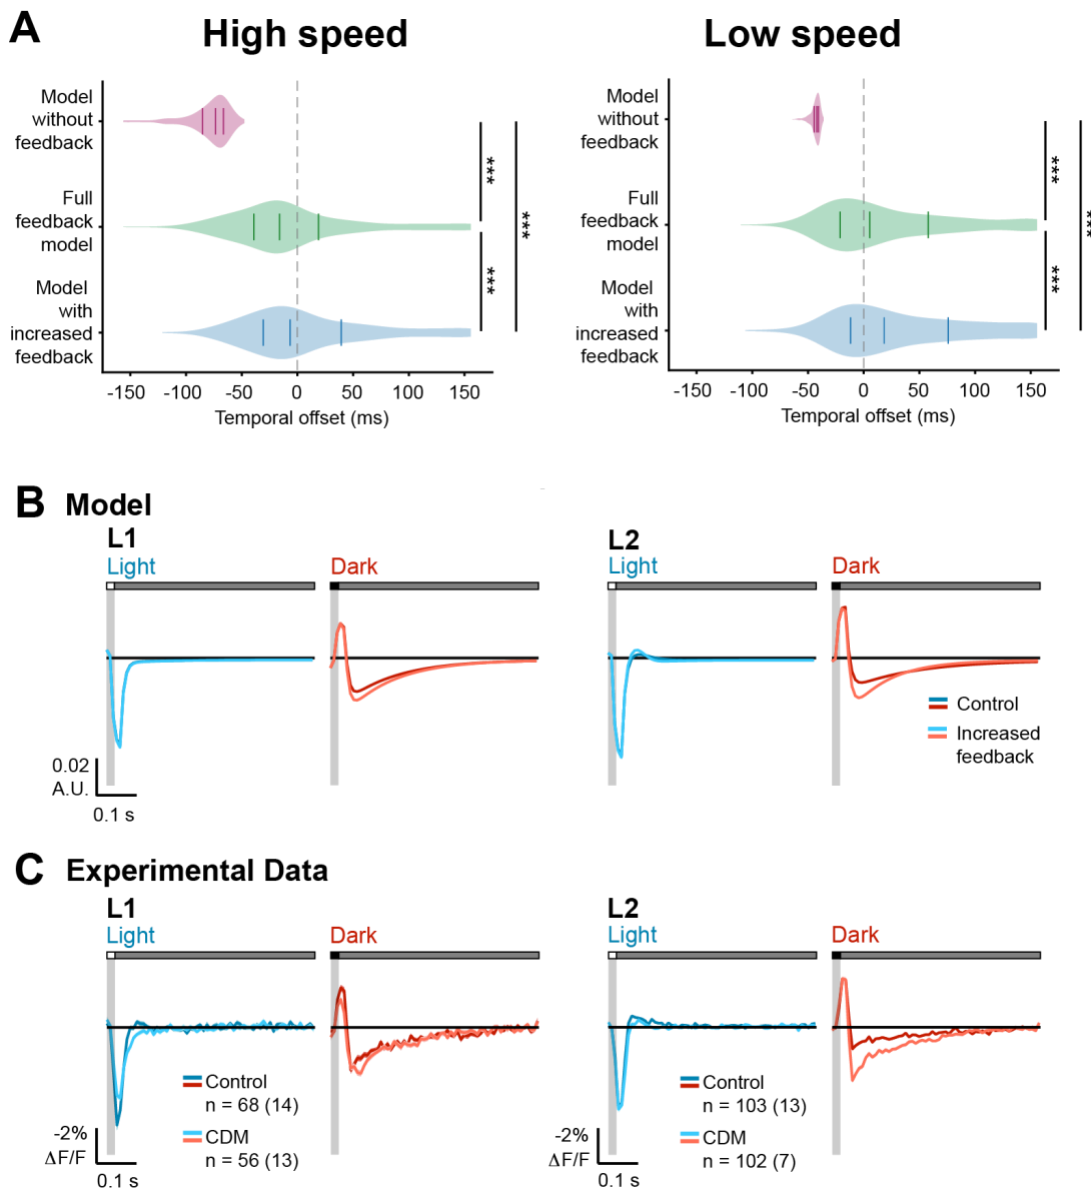 A
High speed
Low speed
Model
without
feedback
Full
feedback
model
Model
with
increased
feedback
***
***
***
-150 -100 -50 0 50 100 150
Temporal offset (ms)
Model
without
feedback
Full
feedback
model
Model
with
increased
feedback
***
***
***
-150 -100 -50 0 50 100 150
Temporal offset (ms)
B Model
L1
Light
Dark
L2
Light
Dark
0.02
A.U.
0.1 s
Control
Increased
feedback
C Experimental Data
L1
Light
Dark
L2
Light
Dark
Control
n = 68 (14)
CDM
n = 56 (13)
-2%
ΔF/F
0.1 s
Control
n = 103 (13)
CDM
n = 102 (7)
-2%
ΔF/F
0.1 s